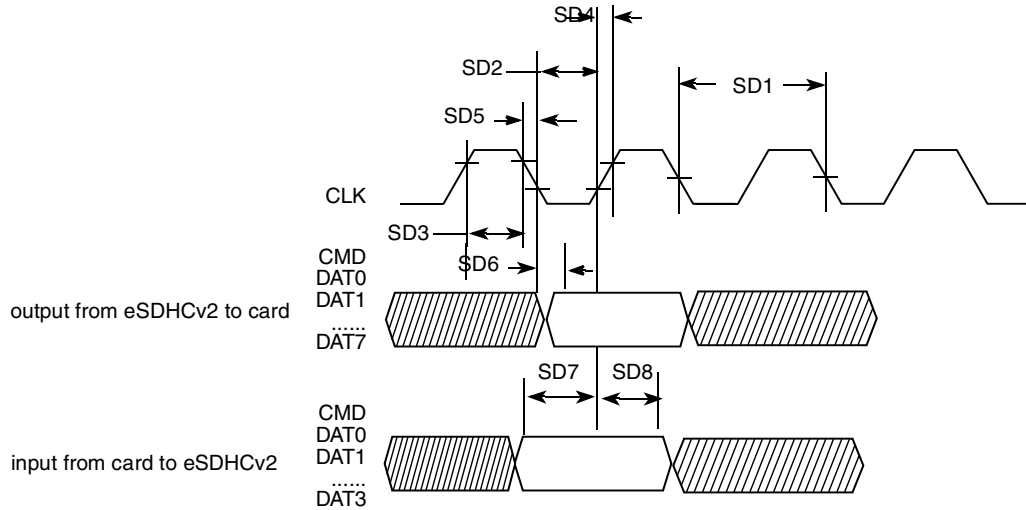 SD4
SD2
SD1
SD5
CLK
SD3
CMD
SD6
DAT0
output from eSDHCv2 to card
DAT1
......
DAT7
SD7
SD8
CMD
DAT0
input from card to eSDHCv2
DAT1
......
DAT3